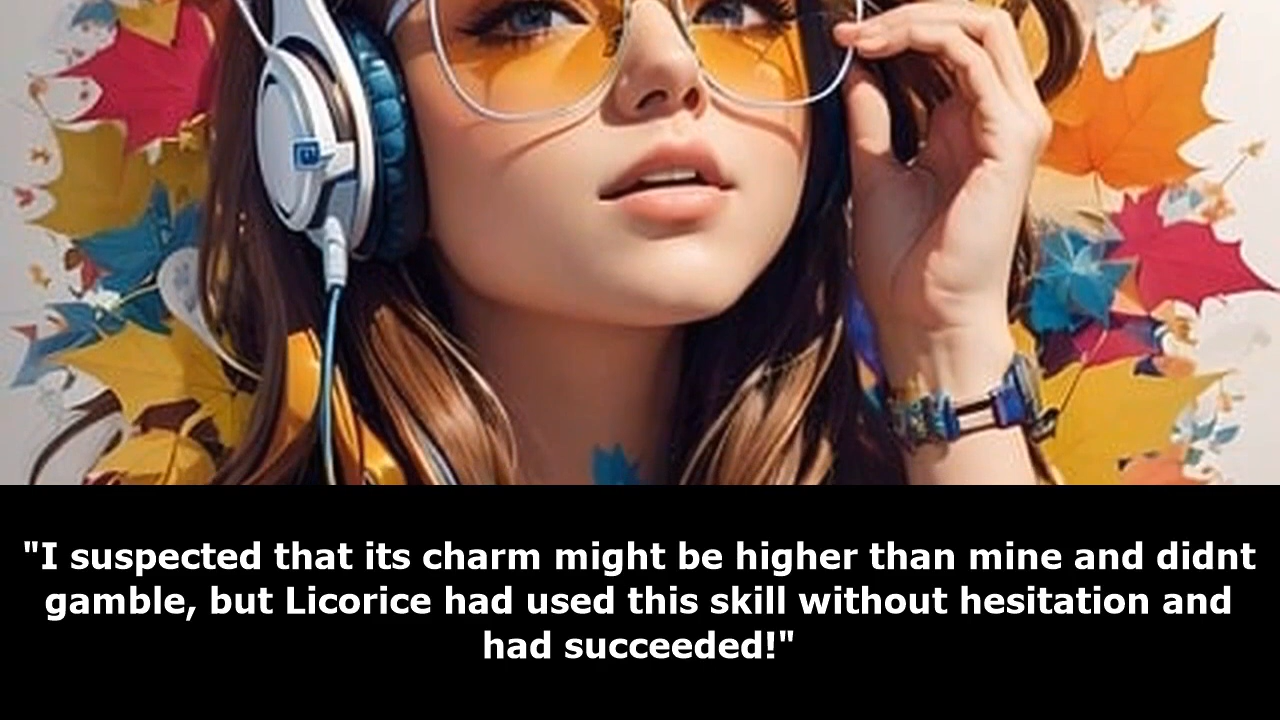 "I suspected that its charm might be higher than mine and didnt
gamble, but Licorice had used this skill without hesitation and
had succeeded!"